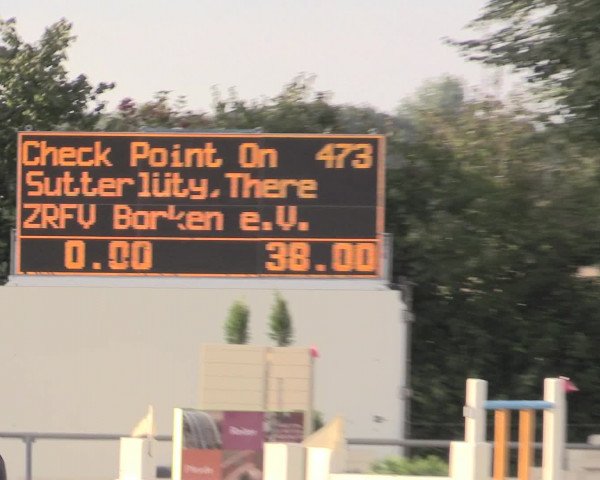 Check Point On 473
Sutterlüty,There
ZRFV Borken e.V.
0.00 38.00